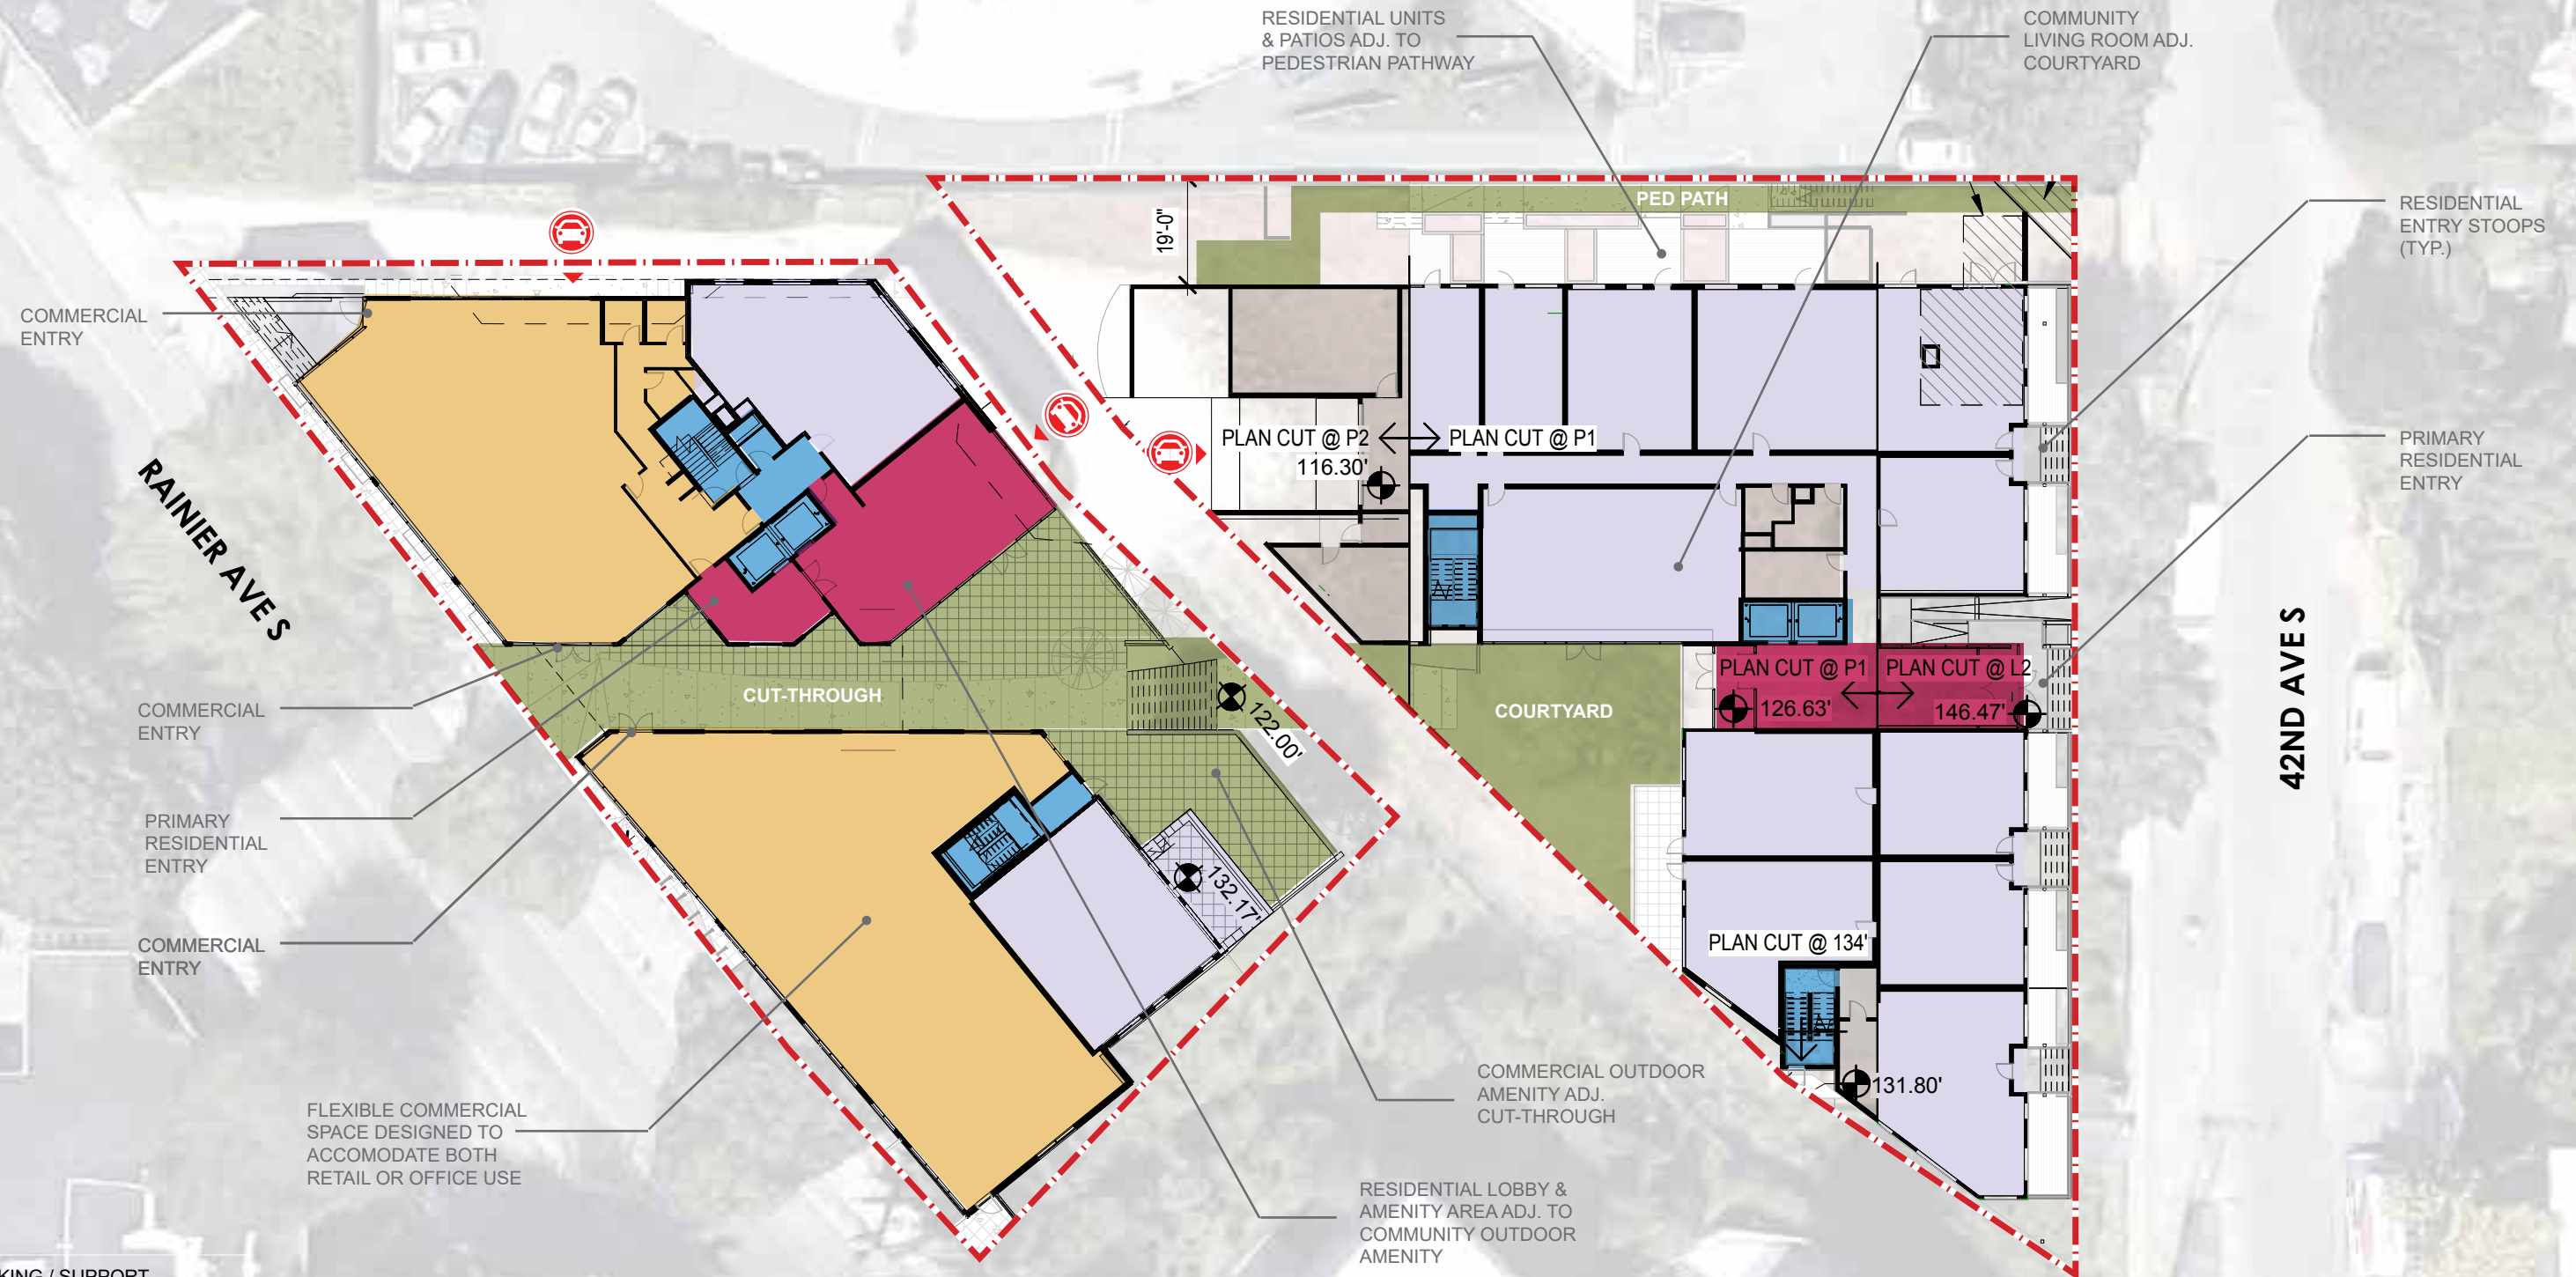 RESIDENTIAL UNITS
& PATIOS ADJ. TO
PEDESTRIAN PATHWAY
COMMUNITY
LIVING ROOM ADJ.
COURTYARD
PED PATH
RESIDENTIAL
ENTRY STOOPS
(TYP.)
19'-0"
COMMERCIAL
ENTRY
PLAN CUT @ P2
PLAN CUT @ P1
116.30'
PRIMARY
RESIDENTIAL
ENTRY
RAINIER AVE S
42ND AVE S
PLAN CUT @ P1
PLAN CUT @ L2
126.63'
146.47'
CUT-THROUGH
COURTYARD
122.00'
COMMERCIAL
ENTRY
PRIMARY
RESIDENTIAL
ENTRY
132.17'
COMMERCIAL
ENTRY
PLAN CUT @ 134'
131.80'
COMMERCIAL OUTDOOR
AMENITY ADJ.
CUT-THROUGH
FLEXIBLE COMMERCIAL
SPACE DESIGNED TO
ACCOMODATE BOTH
RETAIL OR OFFICE USE
RESIDENTIAL LOBBY &
AMENITY AREA ADJ. TO
COMMUNITY OUTDOOR
AMENITY
KING / SUPPORT